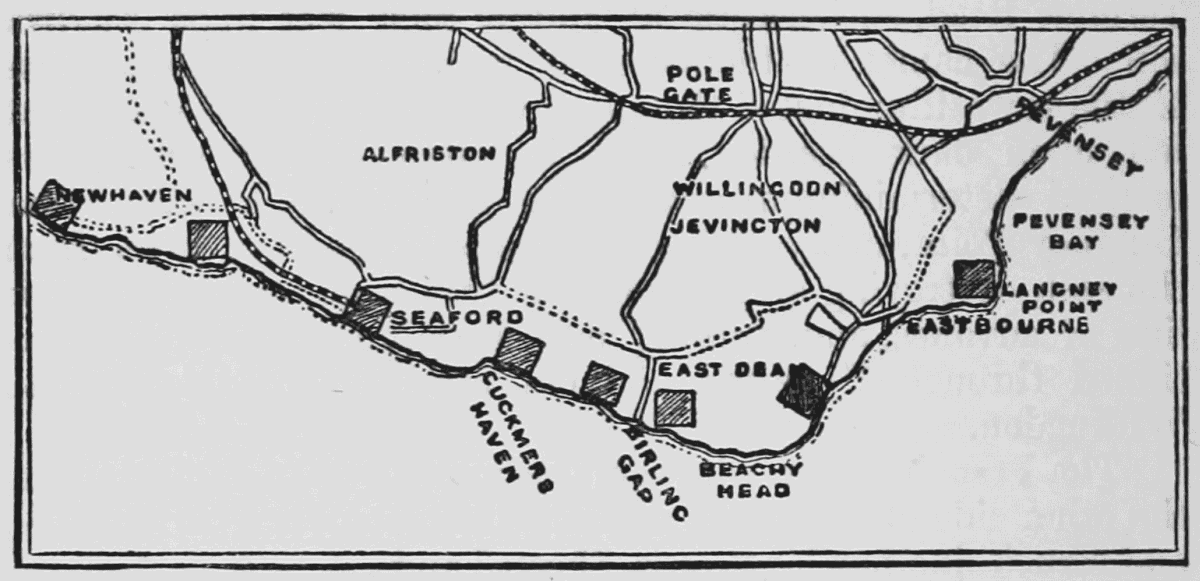 POLE
GATE
PEVENSEY
ALFRISTON
NEWHAVEN
WILLINGDON
JEVINGTON
PEVENSEY
BAY
LANGNEY
POINT
SEAFORD
EASTBOURNE
EAST DEAN
CUCKMERS
HAVEN
BIRLING
GAP
BEACHY
HEAD